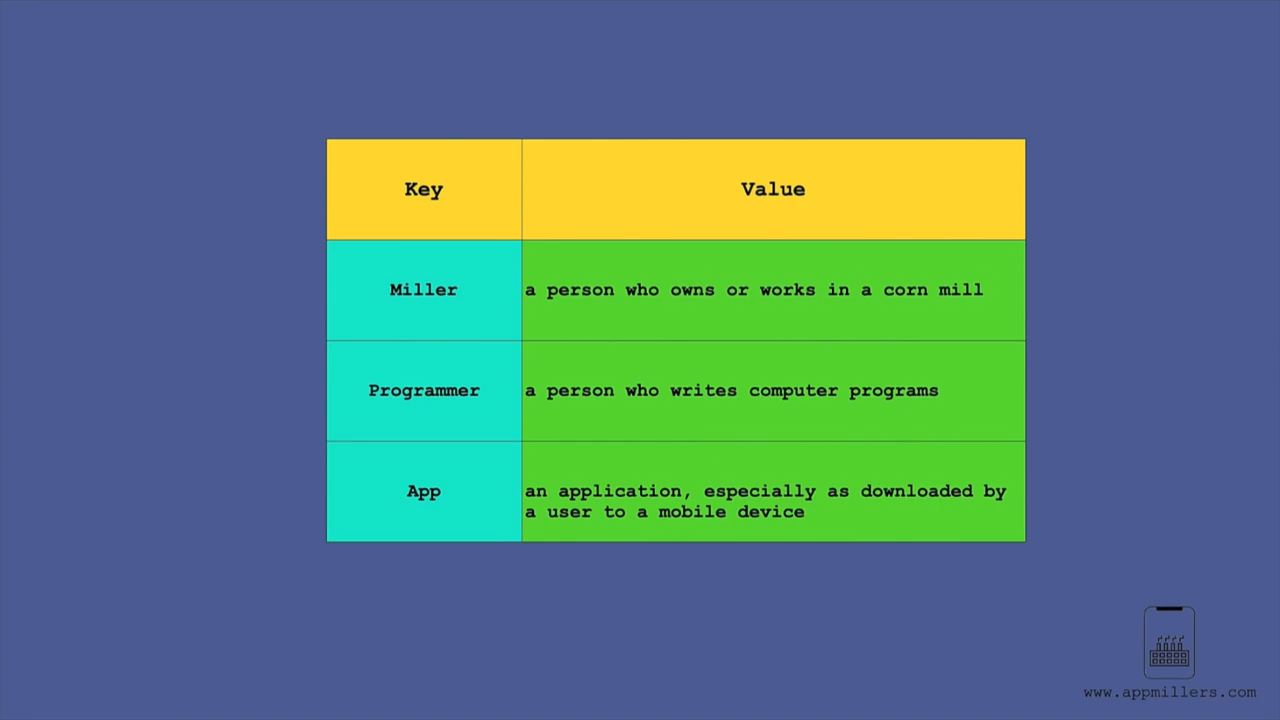 Key
Value
Miller
a person who owns or works in a corn mill
Programmer
a person who writes computer programs
App
an application, especially as downloaded by
a user to a mobile device
www.appmillers.com